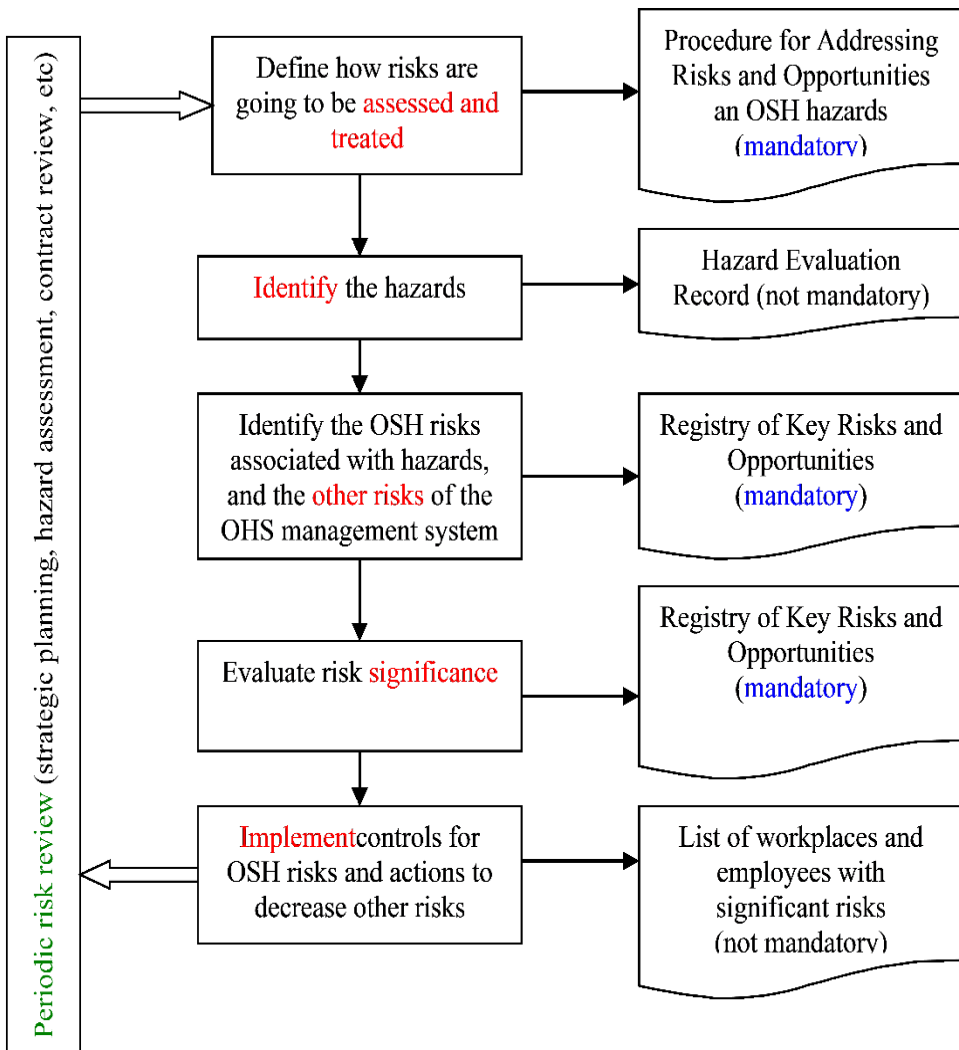 Periodic risk review (strategic planning, hazard assessment, contract review, etc)
Define how risks are
going to be assessed and
treated
Procedure for Addressing
Risks and Opportunities
an OSH hazards
(mandatory)
Identify the hazards
Hazard Evaluation
Record (not mandatory)
Identify the OSH risks
associated with hazards,
and the other risks of the
OHS management system
Registry of Key Risks and
Opportunities
(mandatory)
Evaluate risk significance
Registry of Key Risks and
Opportunities
(mandatory)
Implementcontrols for
OSH risks and actions to
decrease other risks
List of workplaces and
employees with
significant risks
(not mandatory)